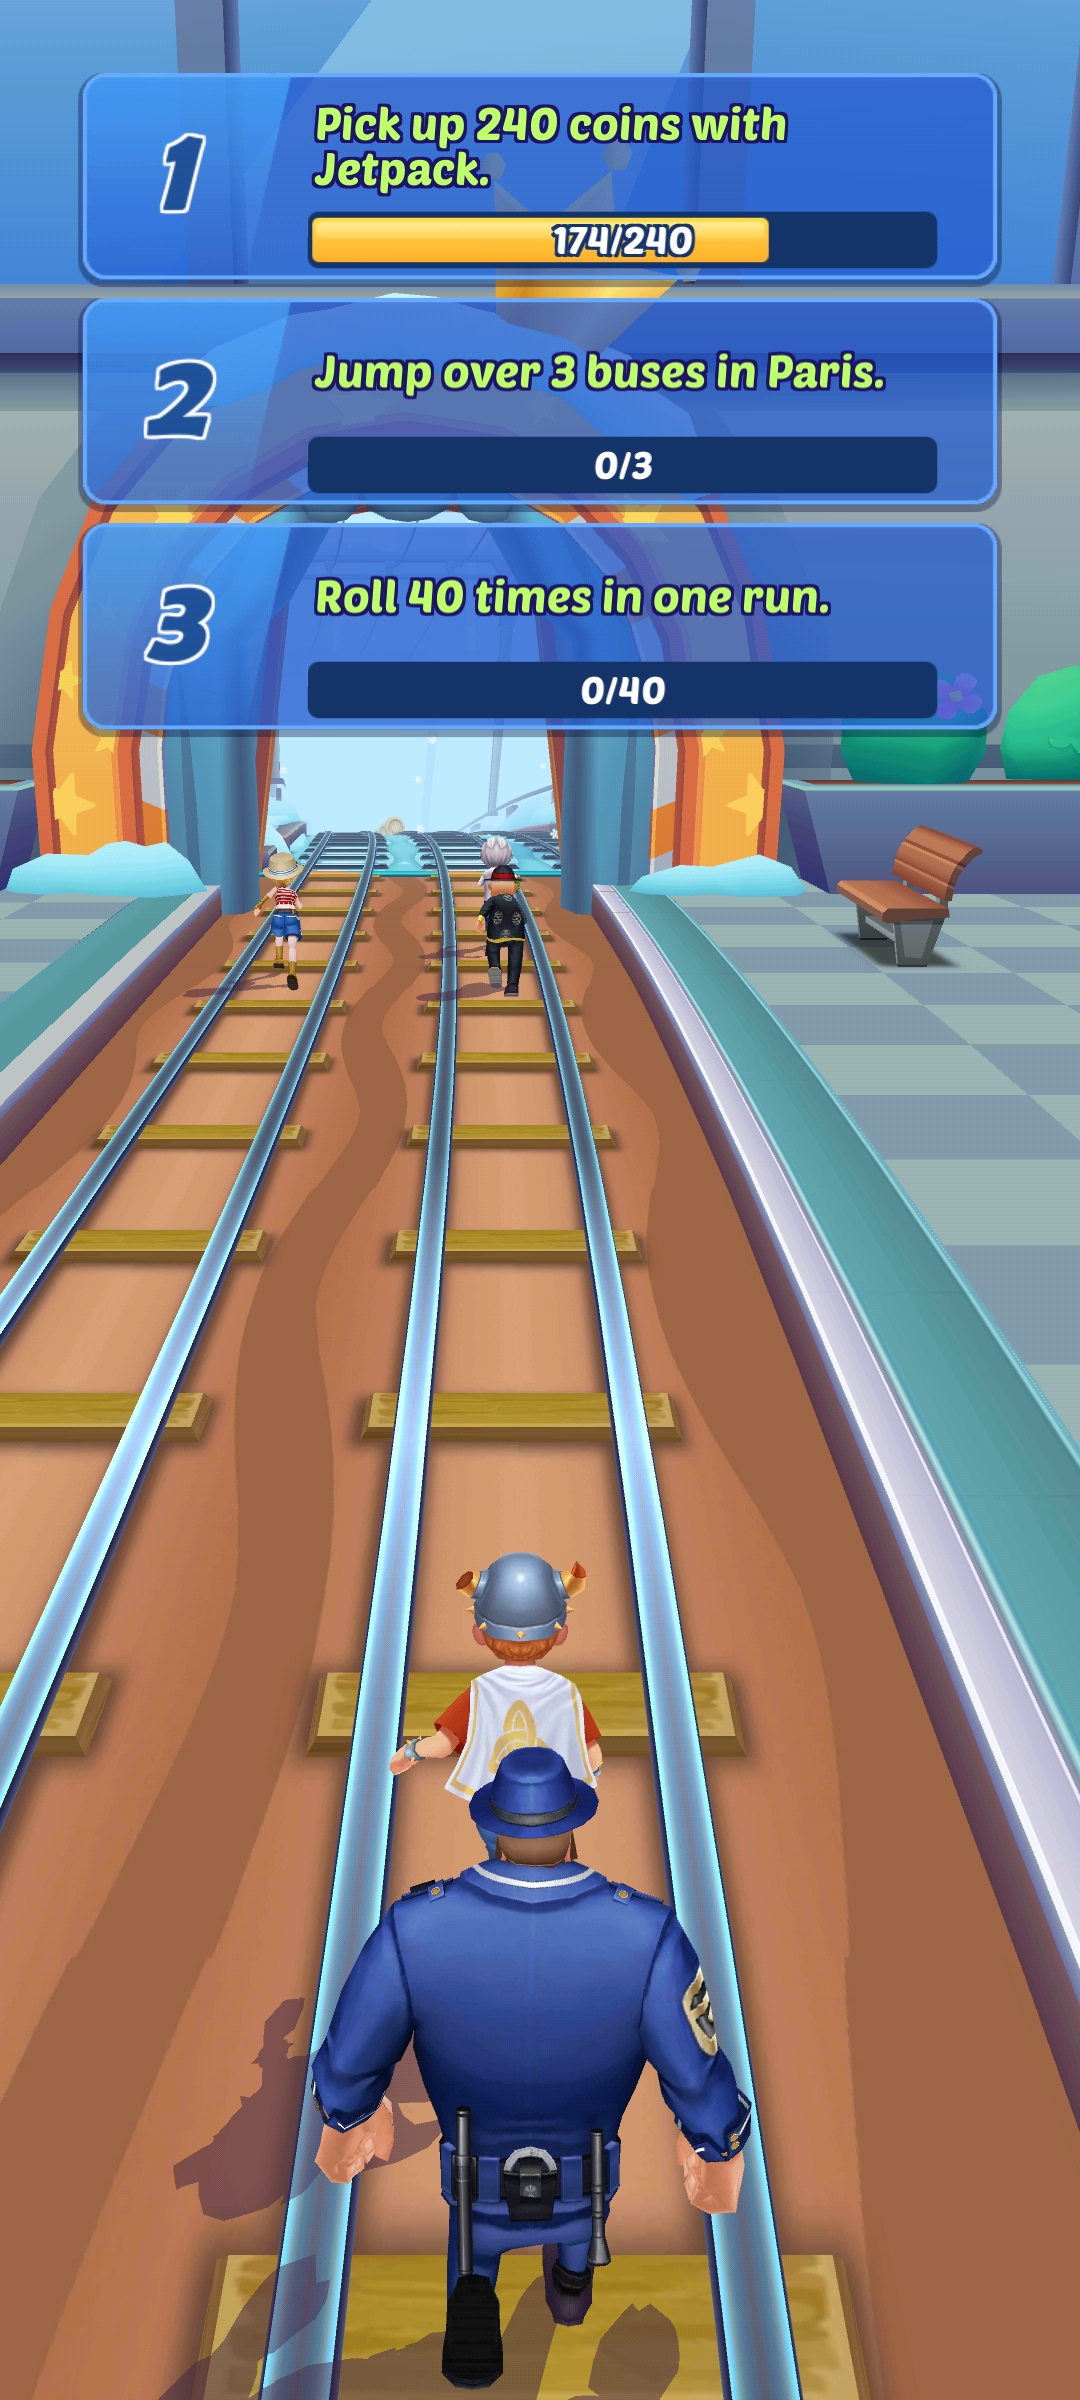 1
Pick up 240 coins with
Jetpack.
174/240
2
Jump over 3 buses in Paris.
0/3
3
Roll 40 times in one run.
0/40